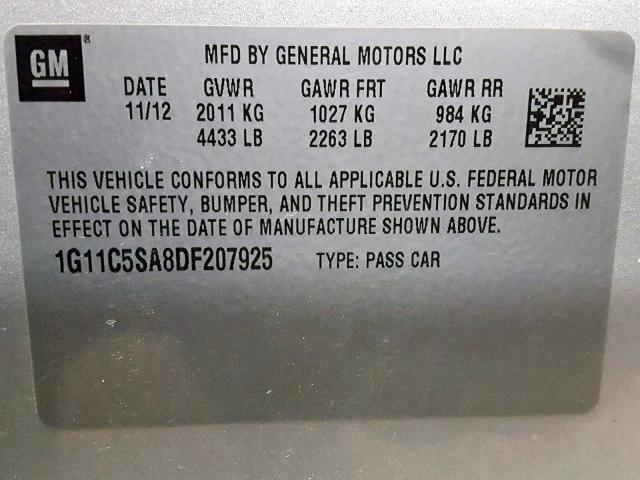 GM®
MFD BY GENERAL MOTORS LLC
DATE GVWR GAWR FRT GAWR RR
11/12 2011 KG 1027 KG 984 KG
4433 LB 2263 LB 2170 LB
THIS VEHICLE CONFORMS TO ALL APPLICABLE U.S. FEDERAL MOTOR
VEHICLE SAFETY, BUMPER, AND THEFT PREVENTION STANDARDS IN
EFFECT ON THE DATE OF MANUFACTURE SHOWN ABOVE.
1G11C5SA8DF207925 TYPE: PASS CAR